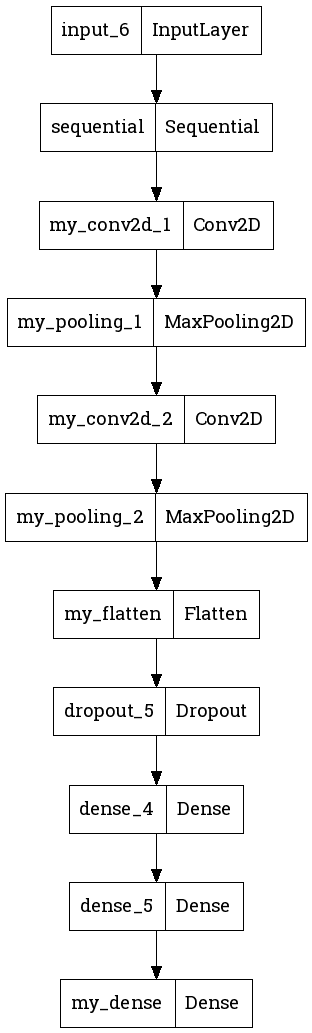 input_6 InputLayer
sequential Sequential
my_conv2d_1 Conv2D
my_pooling_1 MaxPooling2D
my_conv2d_2 Conv2D
my_pooling_2 MaxPooling2D
my_flatten Flatten
dropout_5 Dropout
dense_4 Dense
dense_5 Dense
my_dense Dense